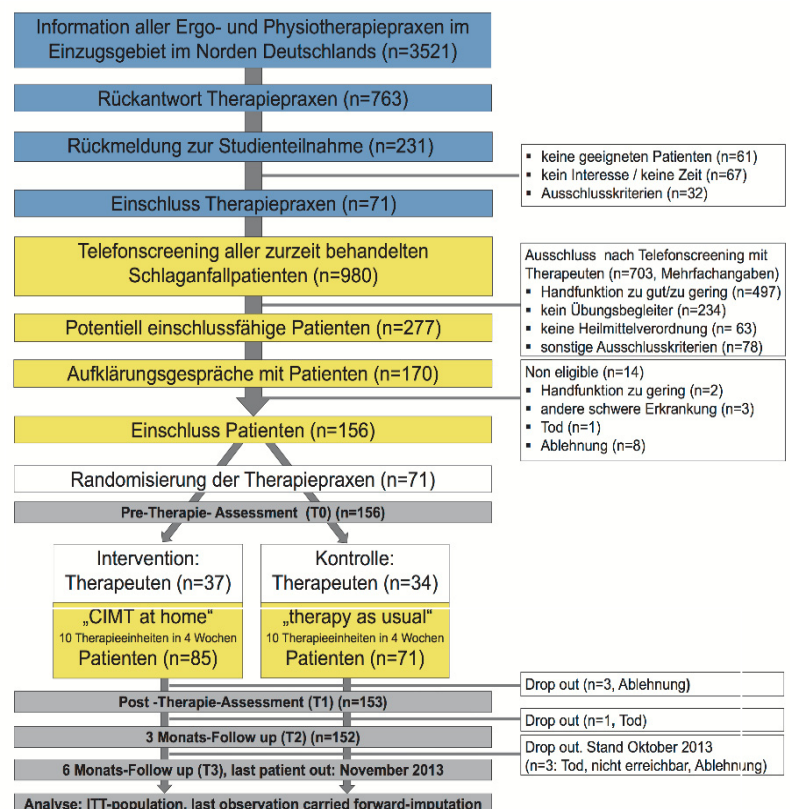 Information aller Ergo- und Physiotherapiepraxen im
Einzugsgebiet im Norden Deutschlands (n=3521)
Rückantwort Therapiepraxen (n=763)
Rückmeldung zur Studienteilnahme (n=231)
▪ keine geeigneten Patienten (n=61)
▪ kein Interesse / keine Zeit (n=67)
▪ Ausschlusskriterien (n=32)
Einschluss Therapiepraxen (n=71)
Telefonscreening aller zurzeit behandelten
Schlaganfallpatienten (n=980)
Ausschluss nach Telefonscreening mit
Therapeuten (n=703, Mehrfachangaben)
▪ Handfunktion zu gut/zu gering (n=497)
▪ kein Übungsbegleiter (n=234)
▪ keine Heilmittelverordnung (n= 63)
▪ sonstige Ausschlusskriterien (n=78)
Potentiell einschlussfähige Patienten (n=277)
Aufklärungsgespräche mit Patienten (n=170)
Non eligible (n=14)
▪ Handfunktion zu gering (n=2)
▪ andere schwere Erkrankung (n=3)
▪ Tod (n=1)
▪ Ablehnung (n=8)
Einschluss Patienten (n=156)
Randomisierung der Therapiepraxen (n=71)
Pre-Therapie- Assessment (T0) (n=156)
Intervention:
Therapeuten (n=37)
„CIMT at home“
10 Therapieeinheiten in 4 Wochen
Patienten (n=85)
Kontrolle:
Therapeuten (n=34)
„therapy as usual“
10 Therapieeinheiten in 4 Wochen
Patienten (n=71)
Drop out (n=3, Ablehnung)
Post -Therapie-Assessment (T1) (n=153)
Drop out (n=1, Tod)
3 Monats-Follow up (T2) (n=152)
Drop out. Stand Oktober 2013
(n=3: Tod, nicht erreichbar, Ablehnung)
6 Monats-Follow up (T3), last patient out: November 2013
Analyse: ITT-population, last observation carried forward-imputation